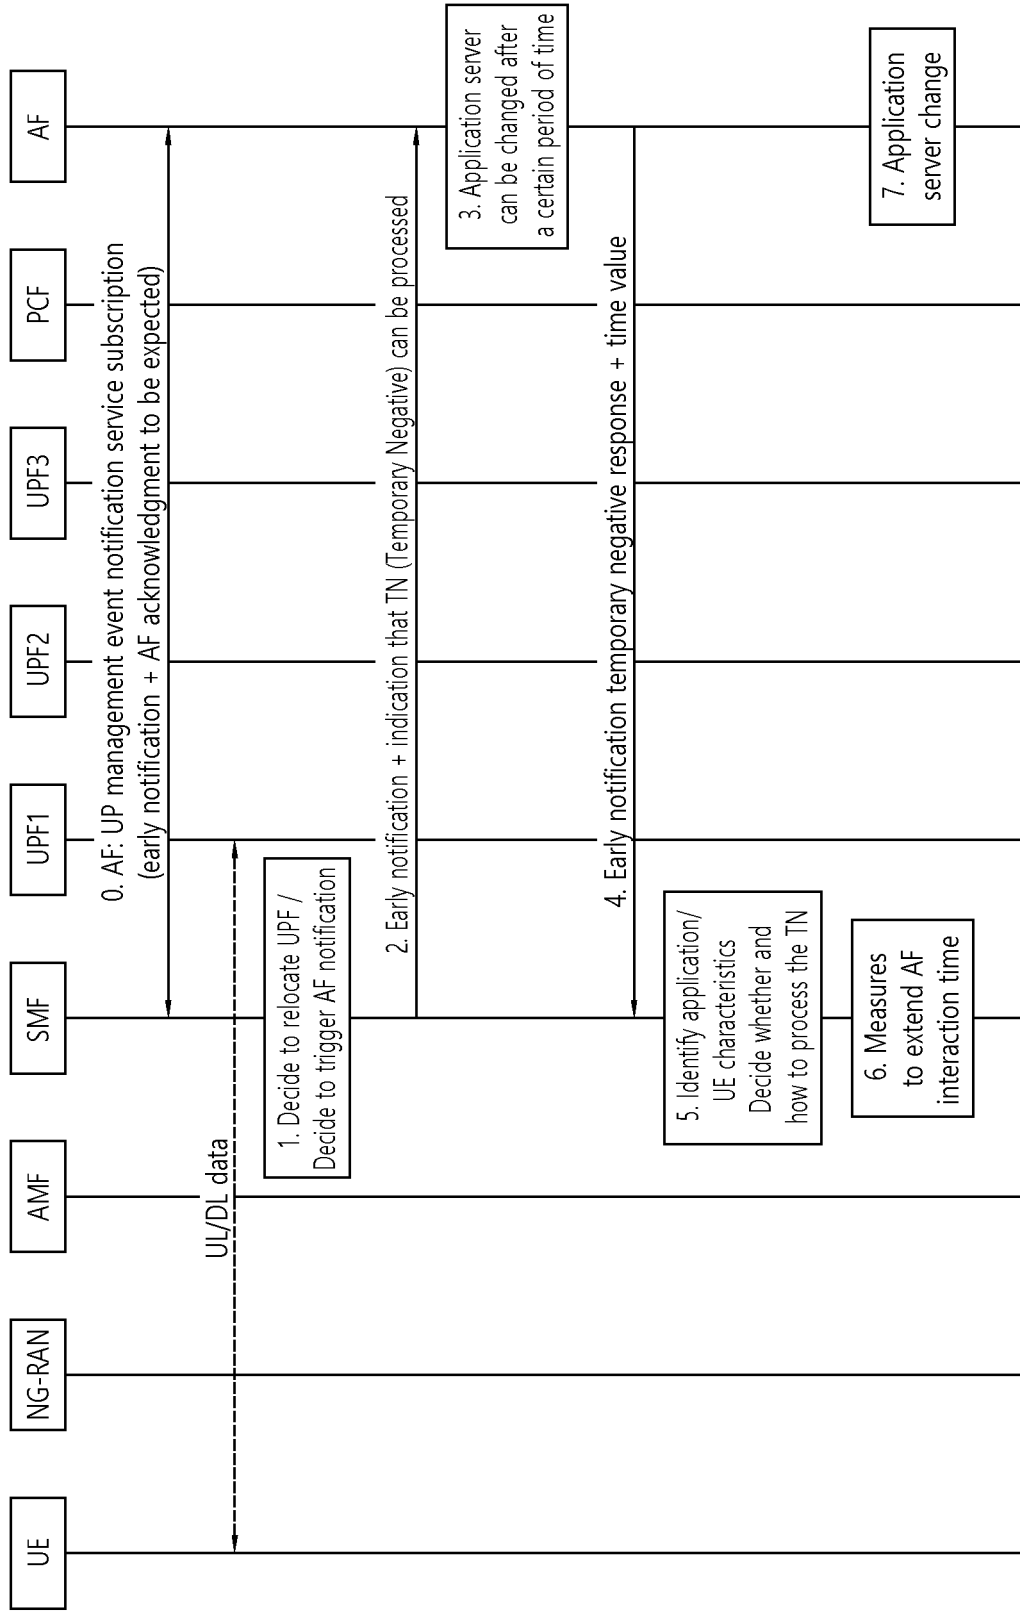 UE
NG-RAN
AMF
SMF
UPF1
UPF2
UPF3
PCF
AF
0. AF: UP management event notification service subscription
(early notification + AF acknowledgment to be expected)
UL/DL data
1. Decide to relocate UPF /
Decide to trigger AF notification
2. Early notification + indication that TN (Temporary Negative) can be processed
3. Application server
can be changed after
a certain period of time
4. Early notification temporary negative response + time value
5. Identify application/
UE characteristics
Decide whether and
how to process the TN
6. Measures
to extend AF
interaction time
7. Application
server change